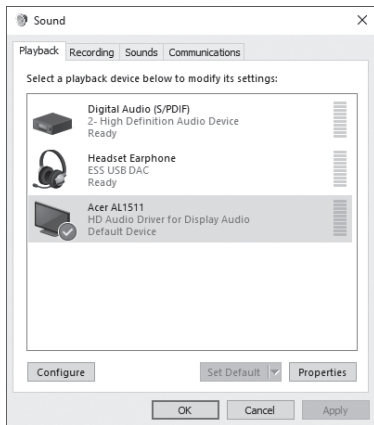 Sound
Playback Recording Sounds Communications
Select a playback device below to modify its settings:
Digital Audio (S/PDIF)
2- High Definition Audio Device
Ready
Headset Earphone
ESS USB DAC
Ready
Acer AL1511
HD Audio Driver for Display Audio
Default Device
Configure Set Default Properties
OK Cancel Apply